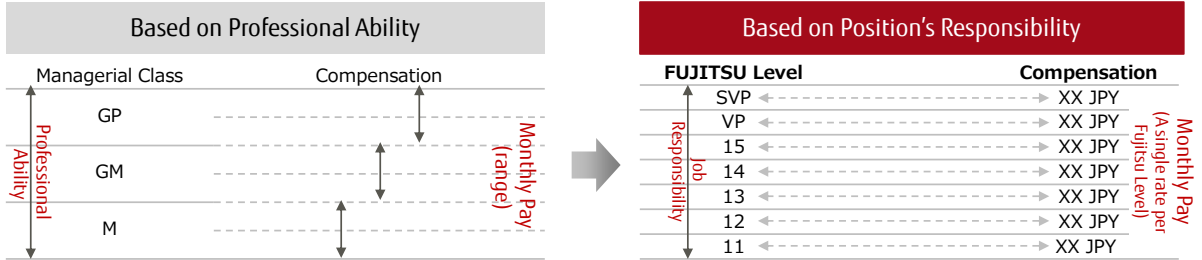 Based on Professional Ability
Managerial Class Compensation
GP
GM
M
Professional
Ability
Monthly Pay
(range)
Based on Position's Responsibility
FUJITSU Level Compensation
SVP XX JPY
VP XX JPY
15 XX JPY
14 XX JPY
13 XX JPY
12 XX JPY
11 XX JPY
Job
Responsibility
Monthly Pay
(A single rate per
Fujitsu Level)